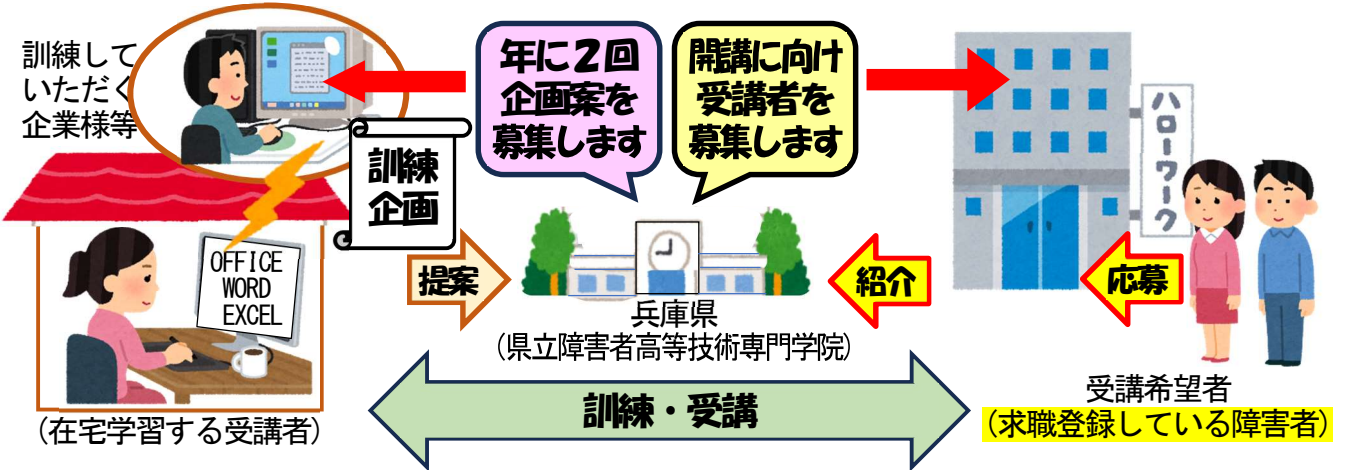 訓練して
いただく
企業様等
訓練
企画
年に２回
企画案を
募集します
開講に向け
受講者を
募集します
ハローワーク
OFFICE
WORD
EXCEL
提案
紹介
応募
兵庫県
（県立障害者高等技術専門学院）
訓練・受講
（在宅学習する受講者）
受講希望者
（求職登録している障害者）